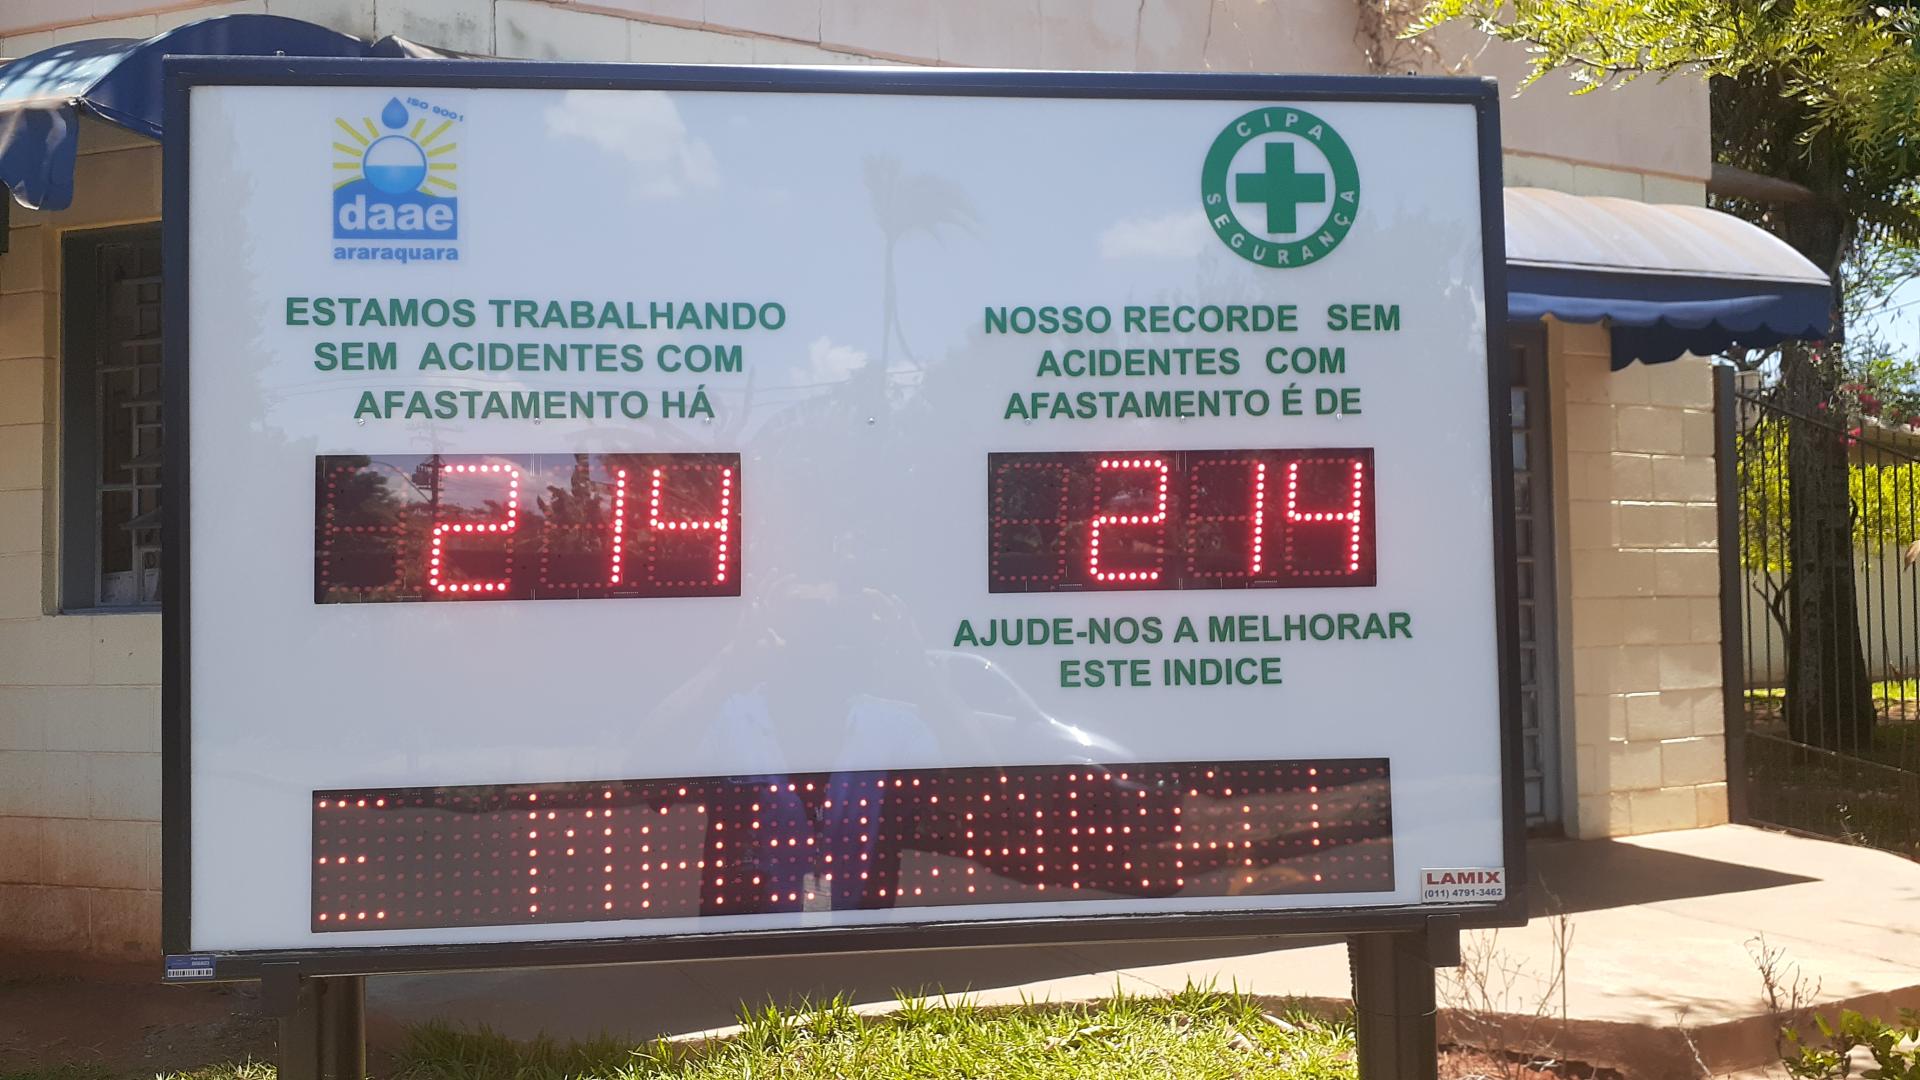 ISO 9001
daae
araraquara
CIPA
SEGURANÇA
ESTAMOS TRABALHANDO
SEM ACIDENTES COM
AFASTAMENTO HÁ
214
NOSSO RECORDE SEM
ACIDENTES COM
AFASTAMENTO É DE
214
AJUDE-NOS A MELHORAR
ESTE INDICE
LAMIX
(011) 4791-3462